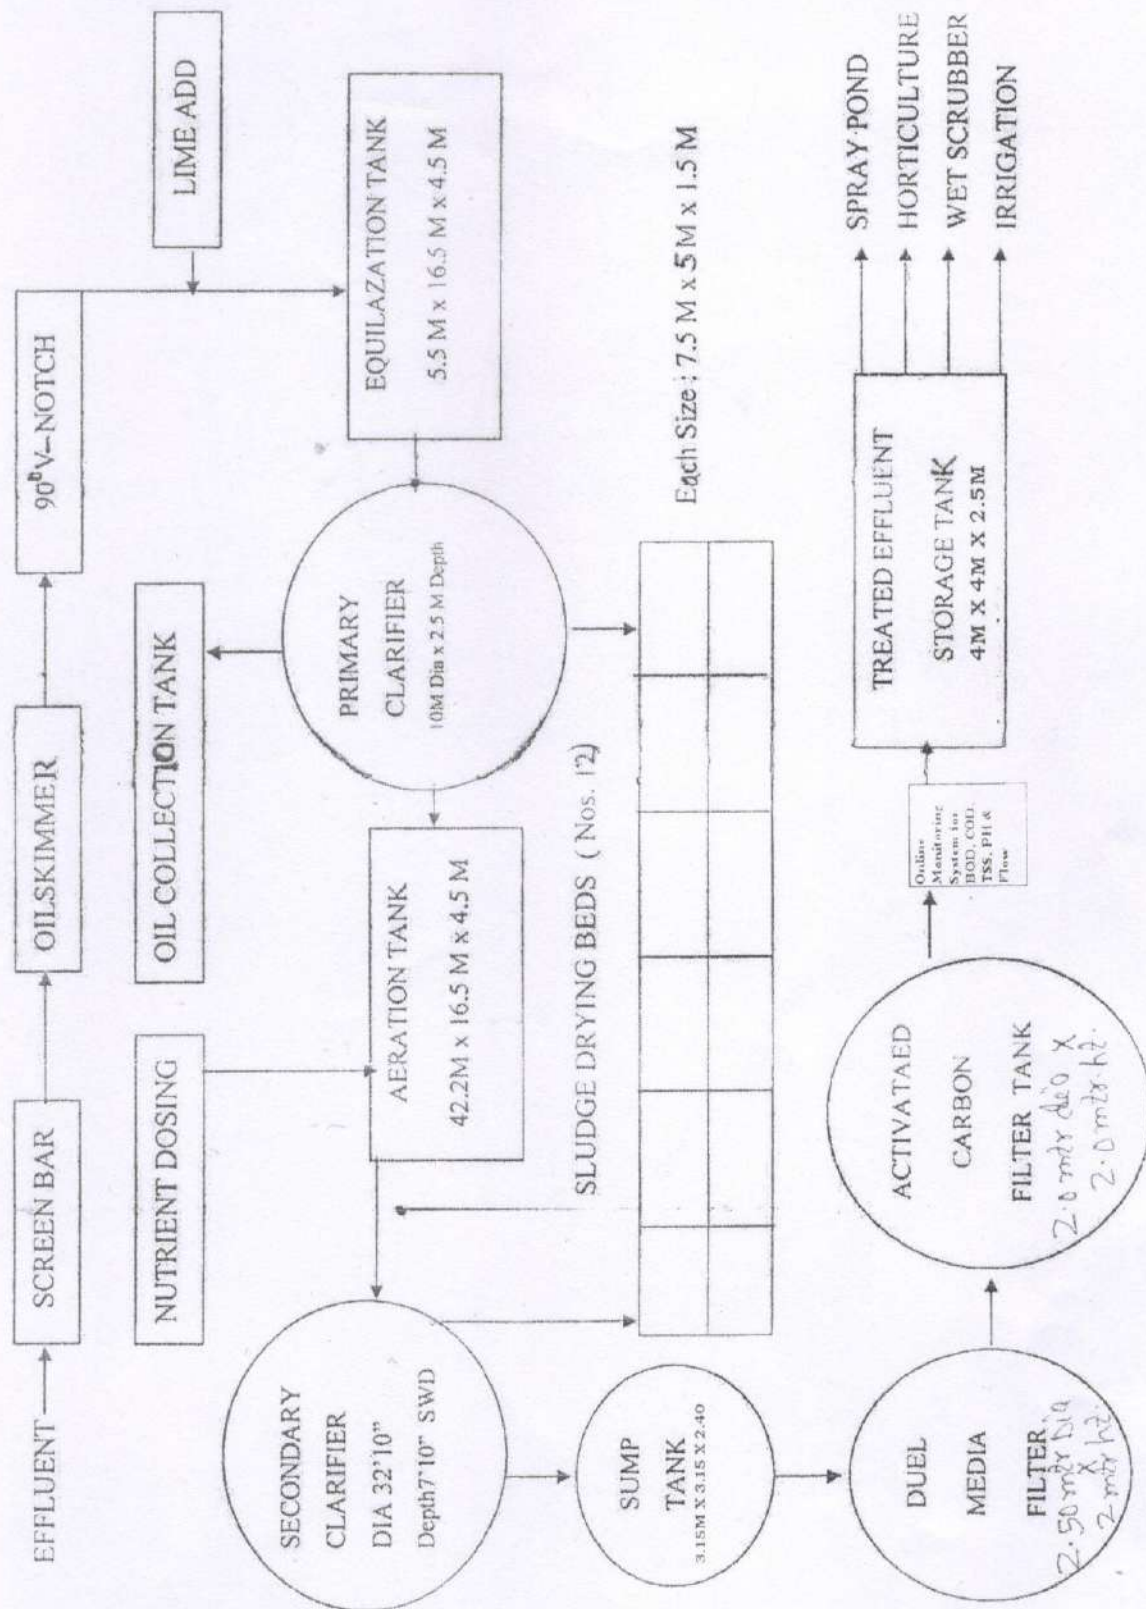 EFFLUENT
SCREEN BAR
OILSKIMMER
90⁰V–NOTCH
LIME ADD
NUTRIENT DOSING
OIL COLLECTION TANK
EQUILAZATION TANK
5.5 M x 16.5 M x 4.5 M
PRIMARY
CLARIFIER
10M Dia x 2.5 M Depth
AERATION TANK
42.2M x 16.5 M x 4.5 M
SECONDARY
CLARIFIER
DIA 32'10"
Depth7'10" SWD
SLUDGE DRYING BEDS ( Nos. 12)
Each Size : 7.5 M x 5M x 1.5 M
SUMP
TANK
3.15M X 3.15 X 2.40
DUEL
MEDIA
FILTER
2.50 mtr Dia
x
2 mtr ht.
ACTIVATAED
CARBON
FILTER TANK
2.0 mtr dia x
2.0 mtr ht.
Online
Monitoring
System for
BOD, COD,
TSS, PH &
Flow
TREATED EFFLUENT
STORAGE TANK
4M X 4M X 2.5M
SPRAY-POND
HORTICULTURE
WET SCRUBBER
IRRIGATION